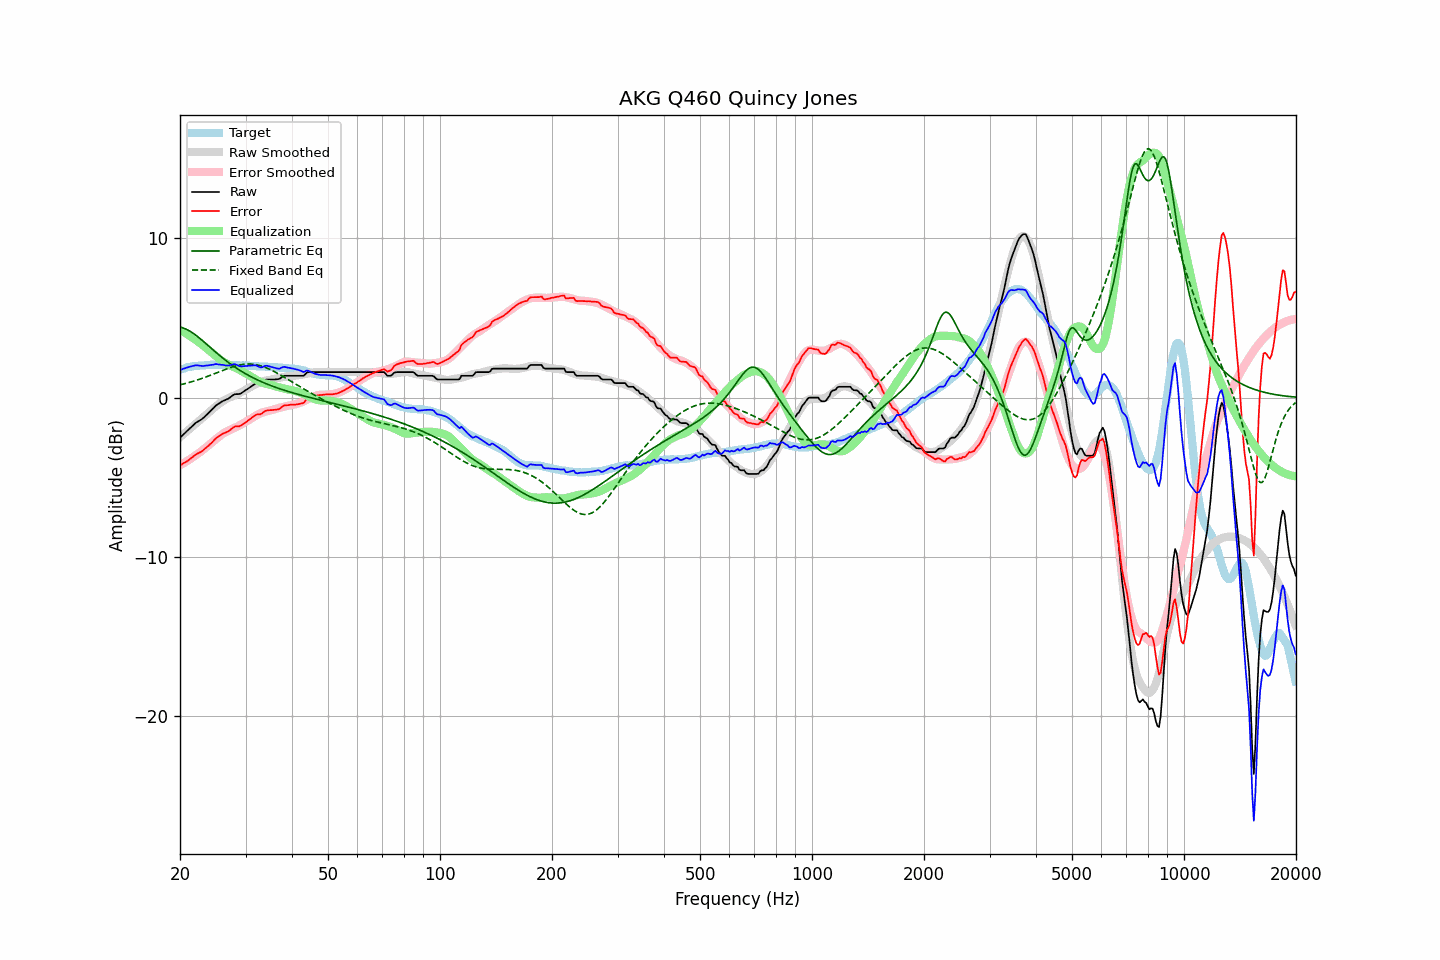 AKG Q460 Quincy Jones
Target
Raw Smoothed
Error Smoothed
Raw
Error
Equalization
Parametric Eq
Fixed Band Eq
Equalized
Amplitude (dBr)
10
0
−10
−20
20
50
100
200
500
1000
2000
5000
10000
20000
Frequency (Hz)